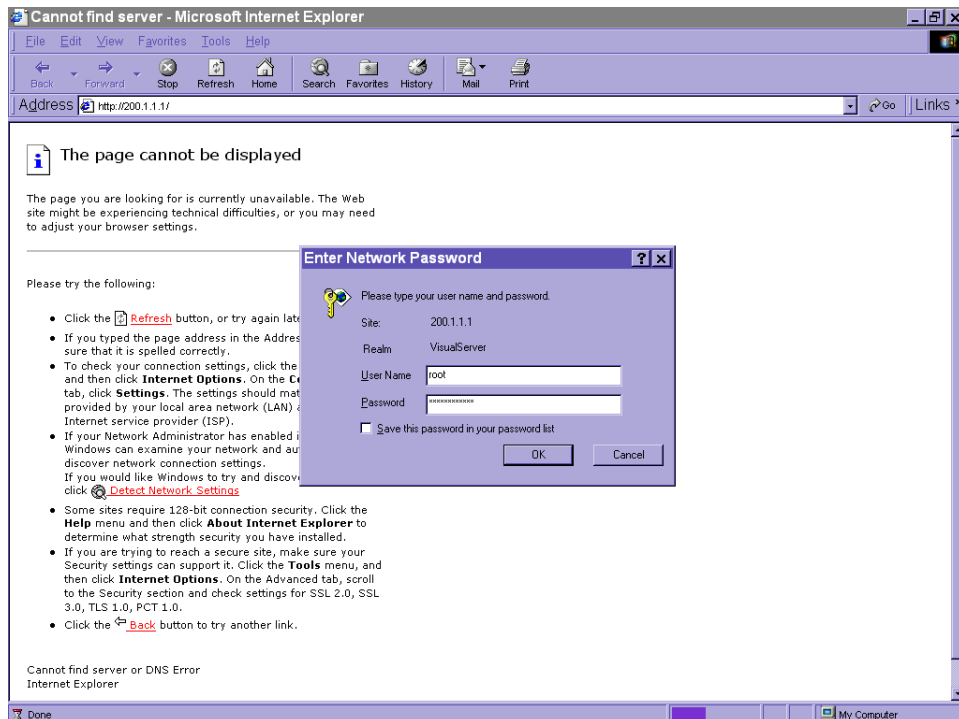 Cannot find server - Microsoft Internet Explorer
File Edit View Favorites Tools Help
Back Forward Stop Refresh Home Search Favorites History Mail Print
Address http://200.1.1.1/ Go Links
The page cannot be displayed
The page you are looking for is currently unavailable. The Web
site might be experiencing technical difficulties, or you may need
to adjust your browser settings.
Please try the following:
Click the Refresh button, or try again late
If you typed the page address in the Addres
sure that it is spelled correctly.
To check your connection settings, click the
and then click Internet Options. On the Co
tab, click Settings. The settings should mat
provided by your local area network (LAN)
Internet service provider (ISP).
If your Network Administrator has enabled i
Windows can examine your network and au
discover network connection settings.
If you would like Windows to try and discov
click Detect Network Settings
Some sites require 128-bit connection security. Click the
Help menu and then click About Internet Explorer to
determine what strength security you have installed.
If you are trying to reach a secure site, make sure your
Security settings can support it. Click the Tools menu, and
then click Internet Options. On the Advanced tab, scroll
to the Security section and check settings for SSL 2.0, SSL
3.0, TLS 1.0, PCT 1.0.
Click the Back button to try another link.
Cannot find server or DNS Error
Internet Explorer
Enter Network Password
Please type your user name and password.
Site: 200.1.1.1
Realm VisualServer
User Name root
Password ************
Save this password in your password list
OK Cancel
Done My Computer